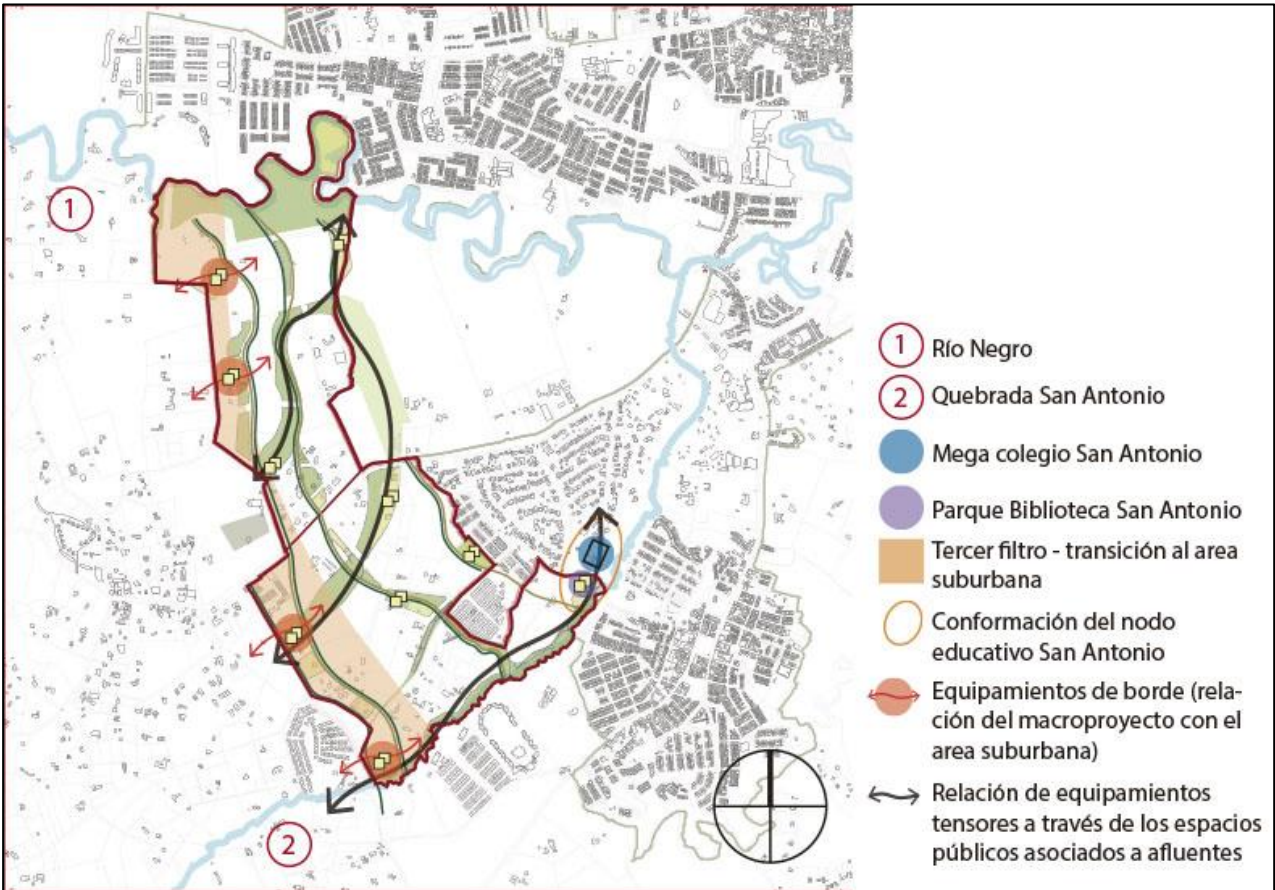 1
2
1 Río Negro
2 Quebrada San Antonio
Mega colegio San Antonio
Parque Biblioteca San Antonio
Tercer filtro - transición al area
suburbana
Conformación del nodo
educativo San Antonio
Equipamientos de borde (rela-
ción del macroproyecto con el
area suburbana)
Relación de equipamientos
tensores a través de los espacios
públicos asociados a afluentes